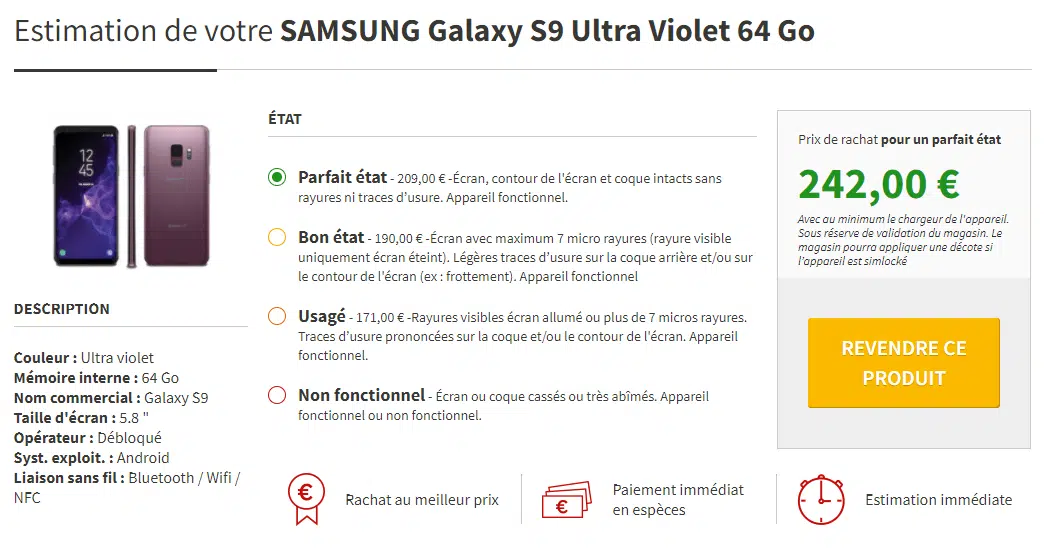 Estimation de votre SAMSUNG Galaxy S9 Ultra Violet 64 Go
12
45
DESCRIPTION
Couleur : Ultra violet
Mémoire interne : 64 Go
Nom commercial : Galaxy S9
Taille d'écran : 5.8 "
Opérateur : Débloqué
Syst. exploit. : Android
Liaison sans fil : Bluetooth / Wifi /
NFC
ÉTAT
Parfait état - 209,00 € -Écran, contour de l'écran et coque intacts sans
rayures ni traces d’usure. Appareil fonctionnel.
Bon état - 190,00 € -Écran avec maximum 7 micro rayures (rayure visible
uniquement écran éteint). Légères traces d’usure sur la coque arrière et/ou sur
le contour de l'écran (ex : frottement). Appareil fonctionnel
Usagé - 171,00 € -Rayures visibles écran allumé ou plus de 7 micros rayures.
Traces d’usure prononcées sur la coque et/ou le contour de l'écran. Appareil
fonctionnel.
Non fonctionnel - Écran ou coque cassés ou très abîmés. Appareil
fonctionnel ou non fonctionnel.
Prix de rachat pour un parfait état
242,00 €
Avec au minimum le chargeur de l'appareil.
Sous réserve de validation du magasin. Le
magasin pourra appliquer une décote si
l'appareil est simlocké
REVENDRE CE
PRODUIT
€
Rachat au meilleur prix
€
Paiement immédiat
en espèces
Estimation immédiate